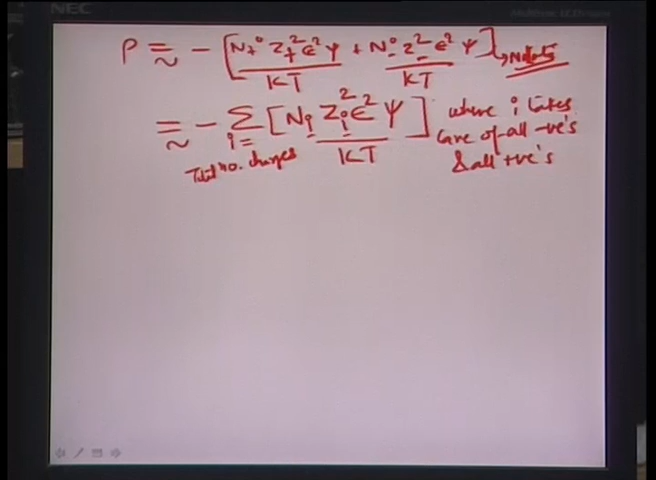 NEC
ρ ≅ - [N₊⁰ Z₊² ε² ψ / KT + N₋⁰ Z₋² ε² ψ / KT]
≅ - Σ i= [Nᵢ Zᵢ² ε² ψ / KT] where i takes
care of all -ve's
Total no. charges
& all +ve's